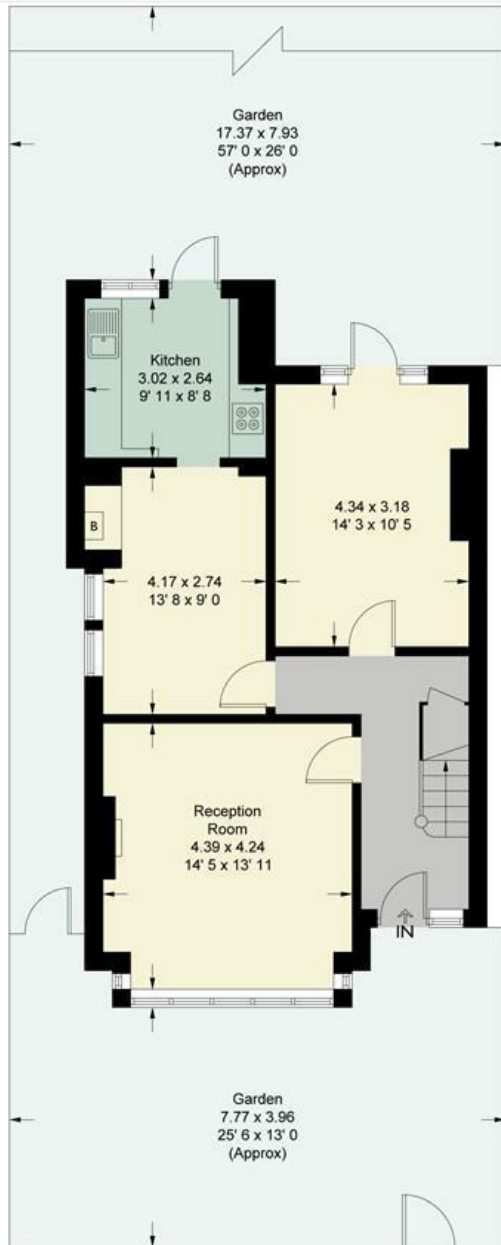 Garden
17.37 x 7.93
57' 0 x 26' 0
(Approx)
Kitchen
3.02 x 2.64
9' 11 x 8' 8
4.34 x 3.18
14' 3 x 10' 5
B
4.17 x 2.74
13' 8 x 9' 0
Reception
Room
4.39 x 4.24
14' 5 x 13' 11
IN
Garden
7.77 x 3.96
25' 6 x 13' 0
(Approx)